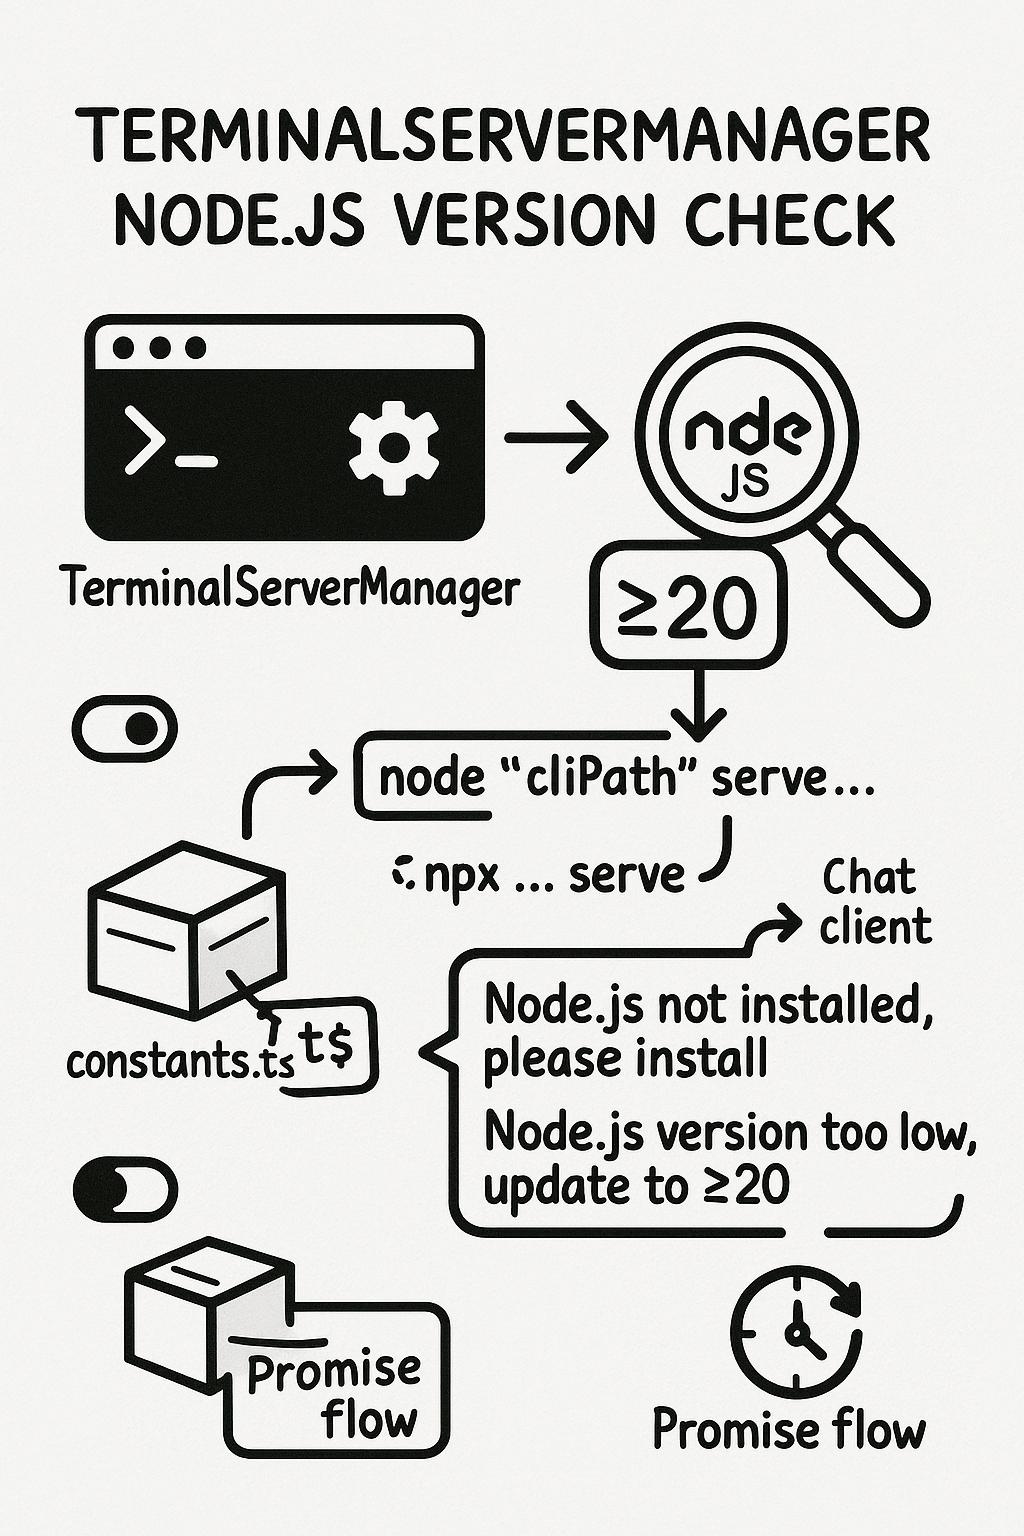 TERMINALSERVERMANAGER
NODE.JS VERSION CHECK
>_
nde
JS
TerminalServerManager
≥20
node “cliPath” serve...
npx ... serve
Chat
client
Node.js not installed,
please install
Node.js version too low,
update to ≥20
t$
constants.ts
Promise
flow
Promise flow